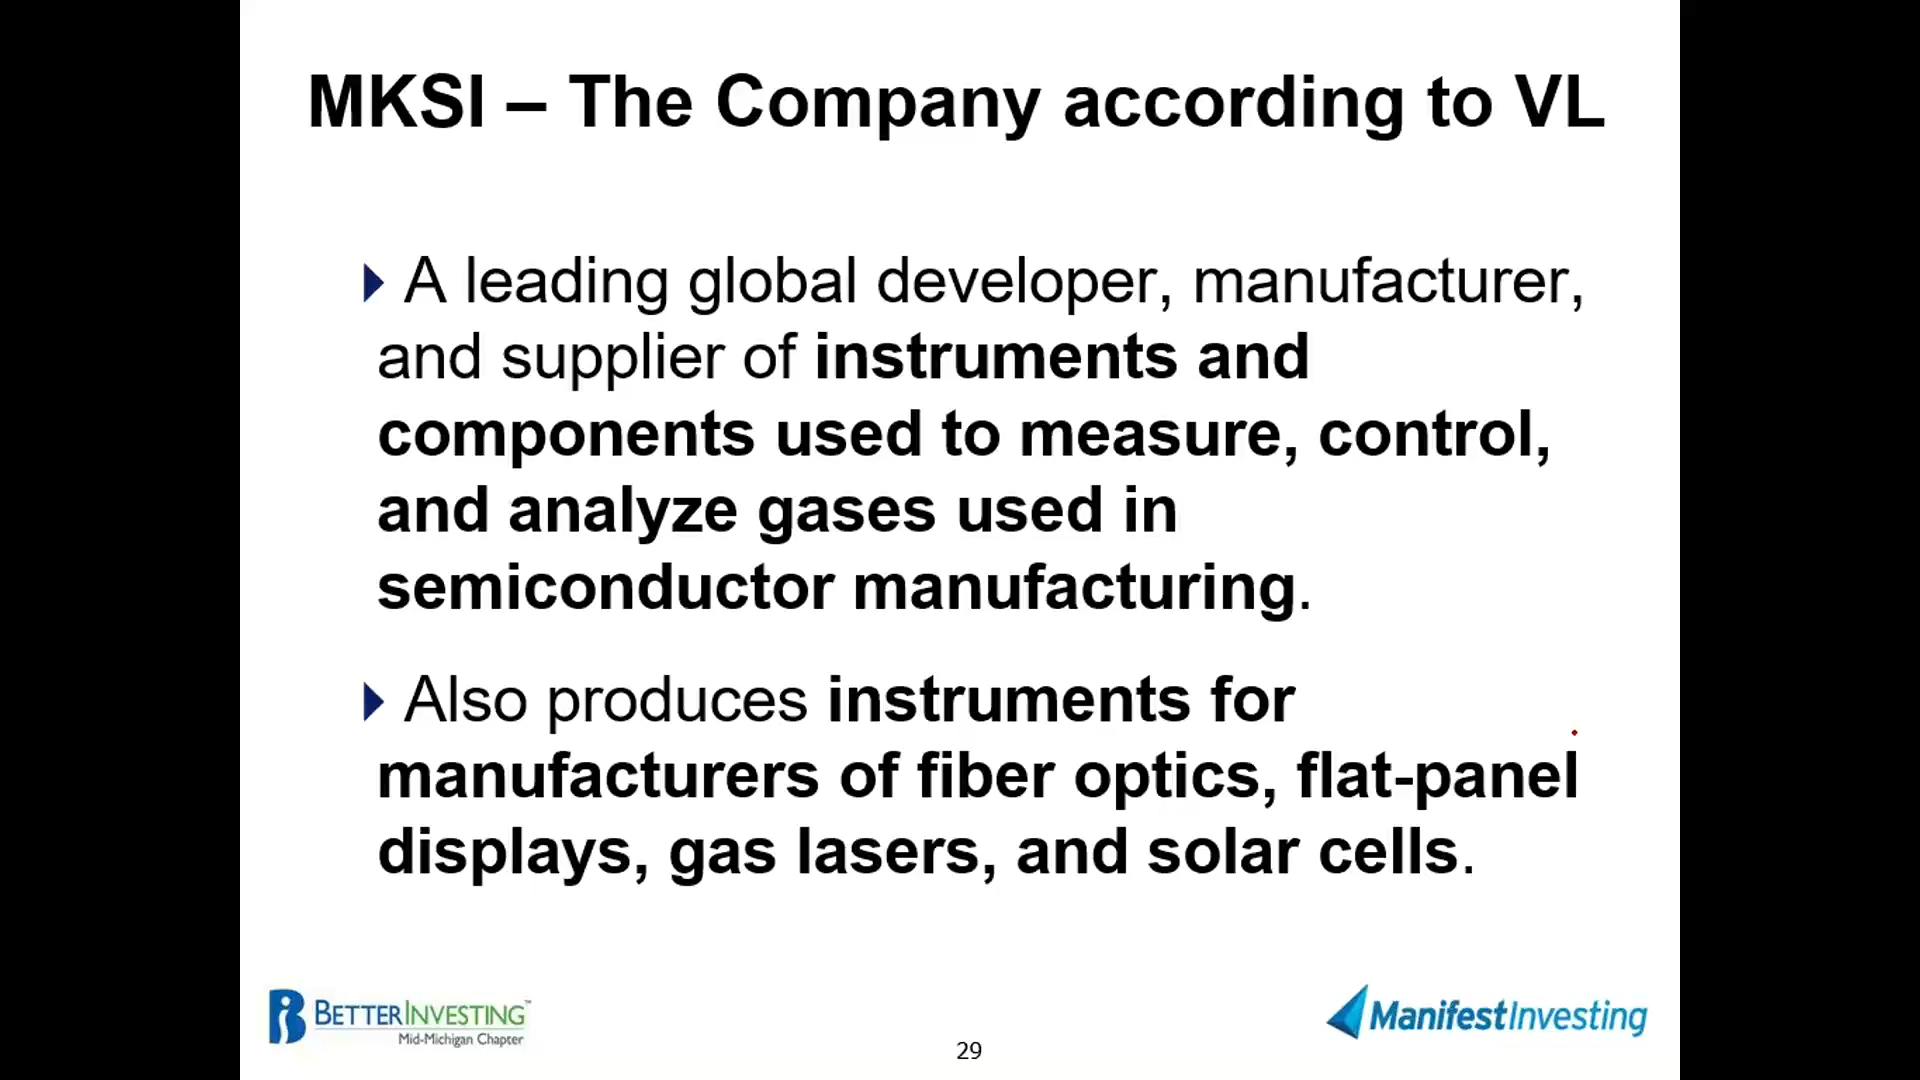 MKSI – The Company according to VL
A leading global developer, manufacturer,
and supplier of instruments and
components used to measure, control,
and analyze gases used in
semiconductor manufacturing.
Also produces instruments for
manufacturers of fiber optics, flat-panel
displays, gas lasers, and solar cells.
BETTERINVESTING™
Mid-Michigan Chapter
29
ManifestInvesting